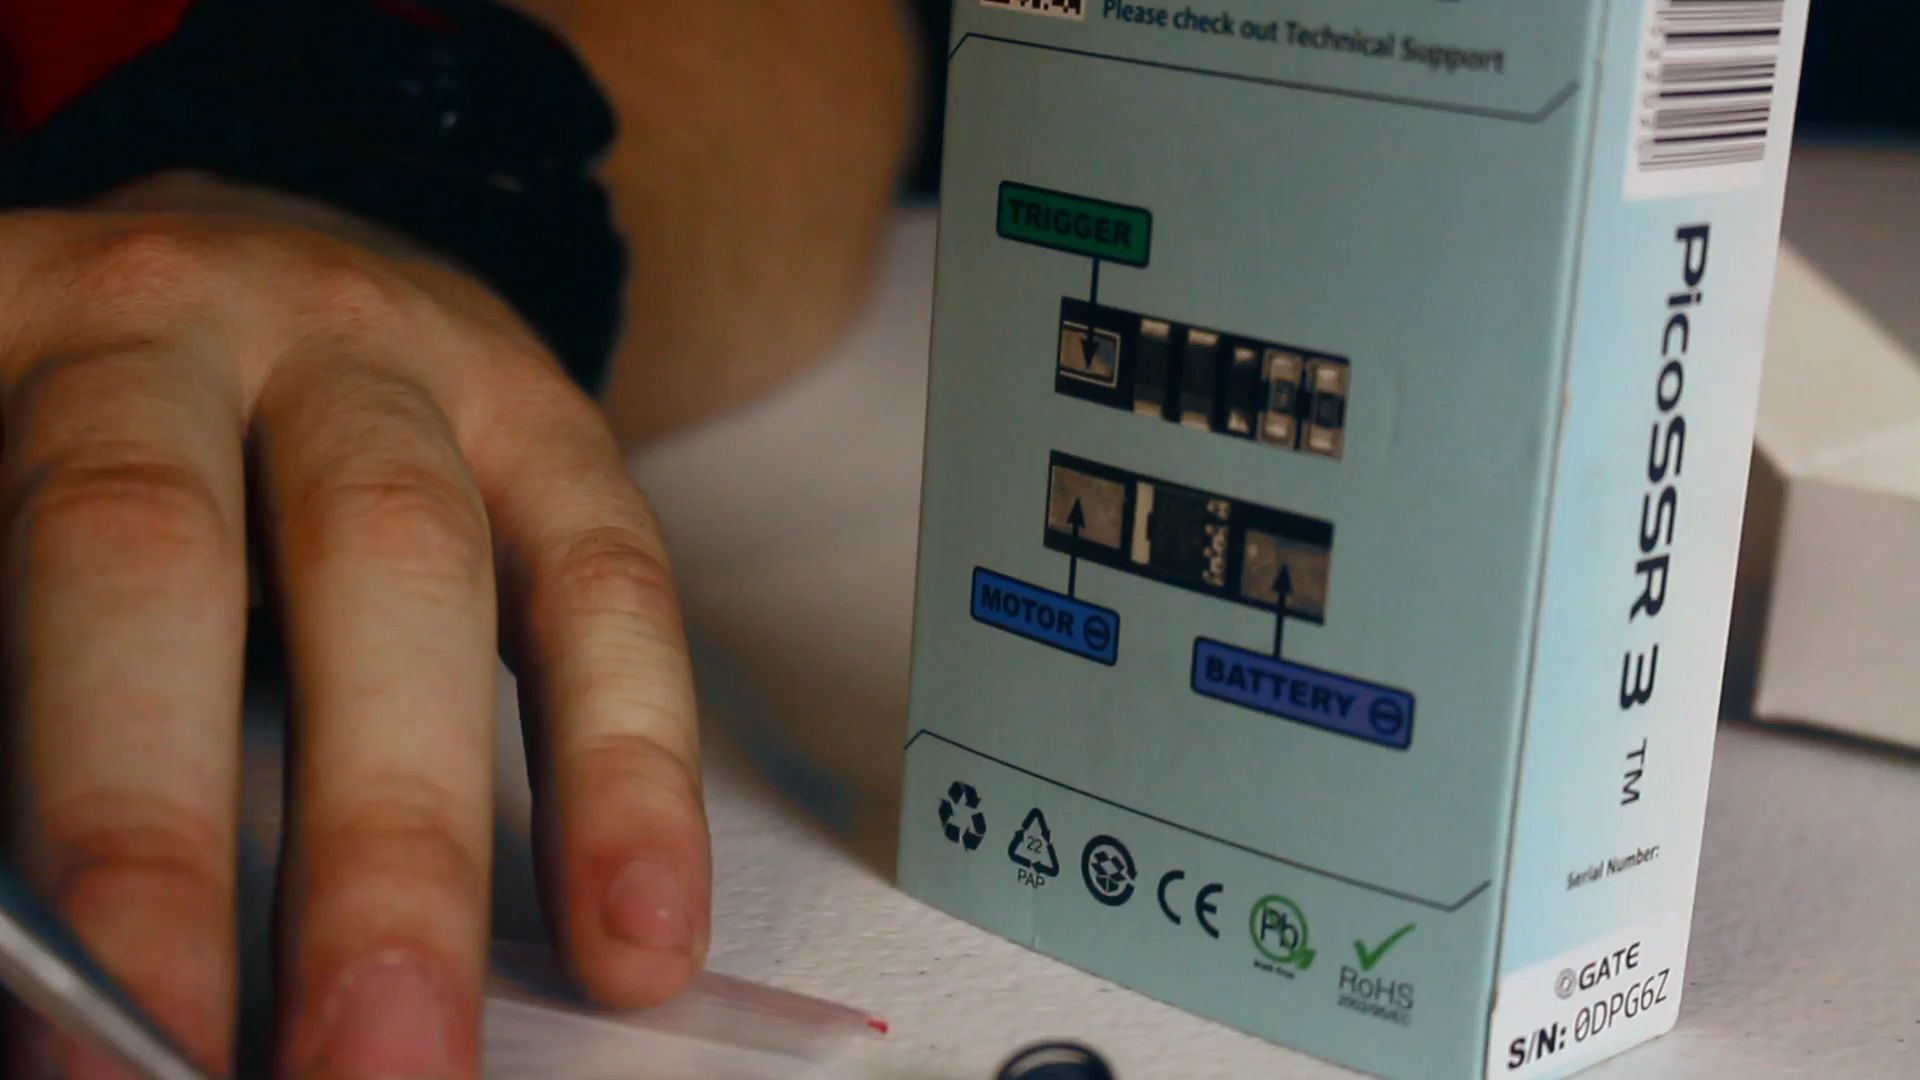 Please check out Technical Support
TRIGGER
MOTOR ⊖
BATTERY ⊖
22
PAP
CE
Pb
RoHS
PicoSSR 3 ™
Serial Number:
GATE
S/N: 0DPG6Z